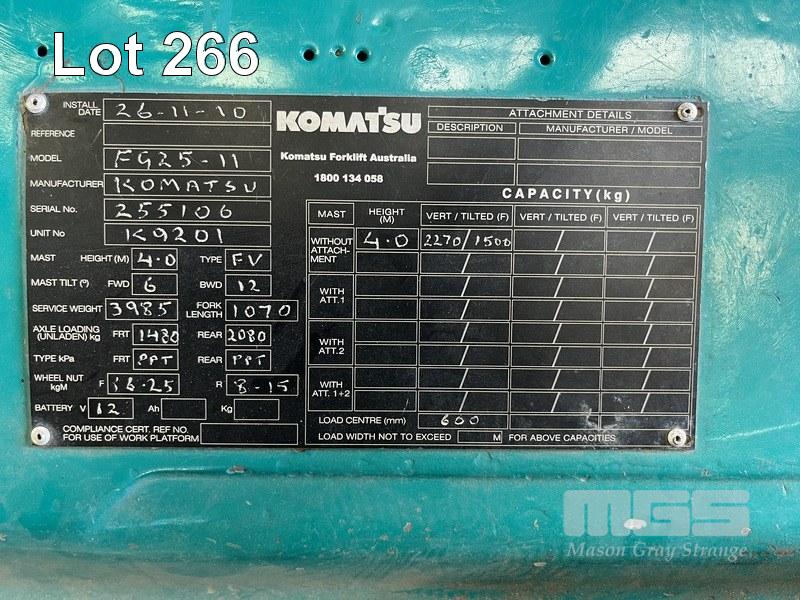 Lot 266
INSTALL DATE 26-11-10
REFERENCE
MODEL FG25-11
MANUFACTURER KOMATSU
SERIAL No. 255106
UNIT No K9201
MAST HEIGHT (M) 4.0 TYPE FV
MAST TILT (°) FWD 6 BWD 12
SERVICE WEIGHT 3985 FORK LENGTH 1070
AXLE LOADING (UNLADEN) kg FRT 1480 REAR 2080
TYPE kPa FRT PPT REAR PPT
WHEEL NUT kgM F 16-25 R 8-15
BATTERY V 12 Ah Kg
COMPLIANCE CERT. REF NO.
FOR USE OF WORK PLATFORM
KOMATSU
Komatsu Forklift Australia
1800 134 058
ATTACHMENT DETAILS
DESCRIPTION MANUFACTURER / MODEL
CAPACITY(kg)
MAST HEIGHT (M) VERT / TILTED (F) VERT / TILTED (F) VERT / TILTED (F)
WITHOUT ATTACH-MENT 4.0 2270/1500 / /
/ / /
WITH ATT.1 / / /
/ / /
WITH ATT.2 / / /
/ / /
WITH ATT. 1+2 / / /
/ / /
LOAD CENTRE (mm) 600
LOAD WIDTH NOT TO EXCEED M FOR ABOVE CAPACITIES
MGS
Mason Gray Strange